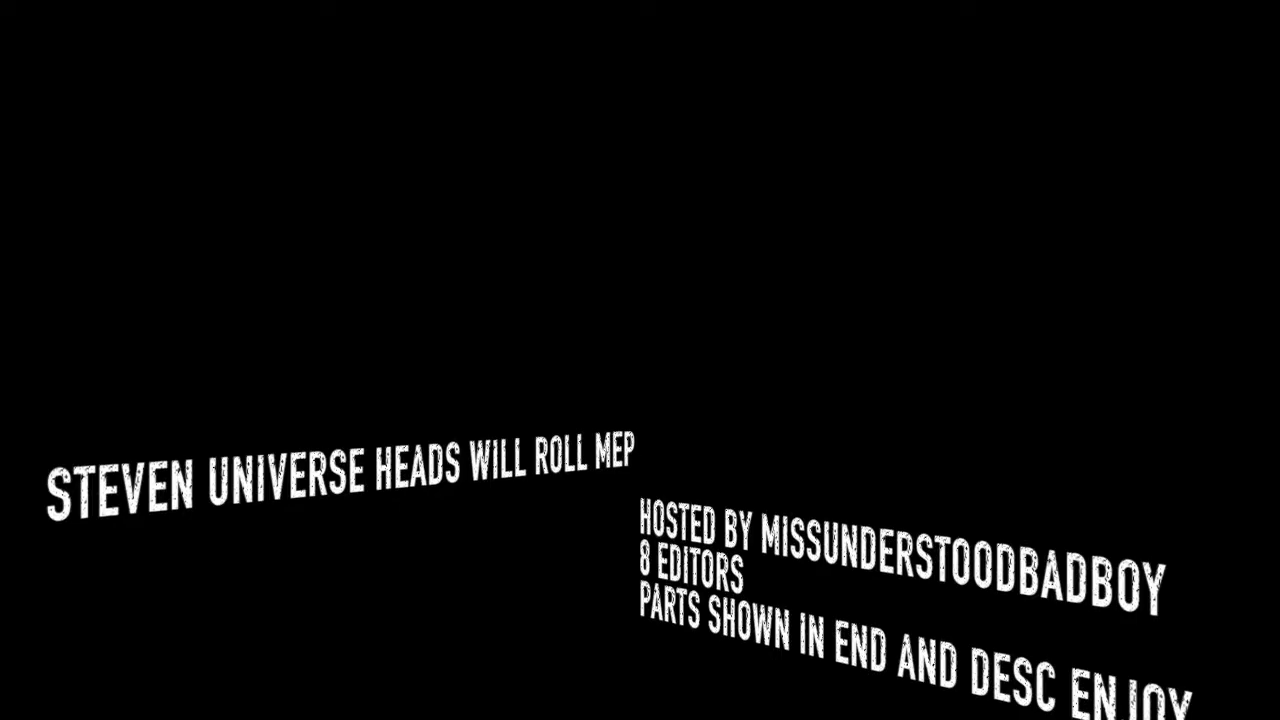 STEVEN UNIVERSE HEADS WILL ROLL MEP
HOSTED BY MISSUNDERSTOODBADBOY
8 EDITORS
PARTS SHOWN IN END AND DESC ENJOY